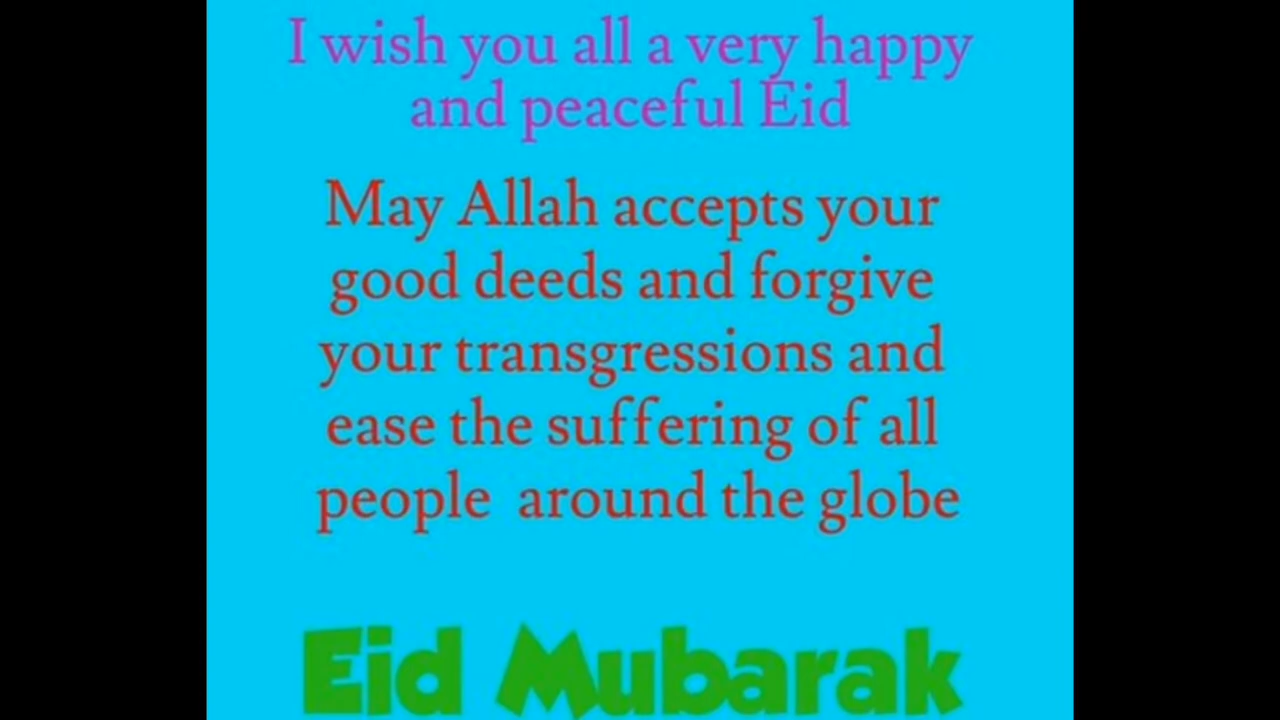 I wish you all a very happy
and peaceful Eid
May Allah accepts your
good deeds and forgive
your transgressions and
ease the suffering of all
people around the globe
Eid Mubarak